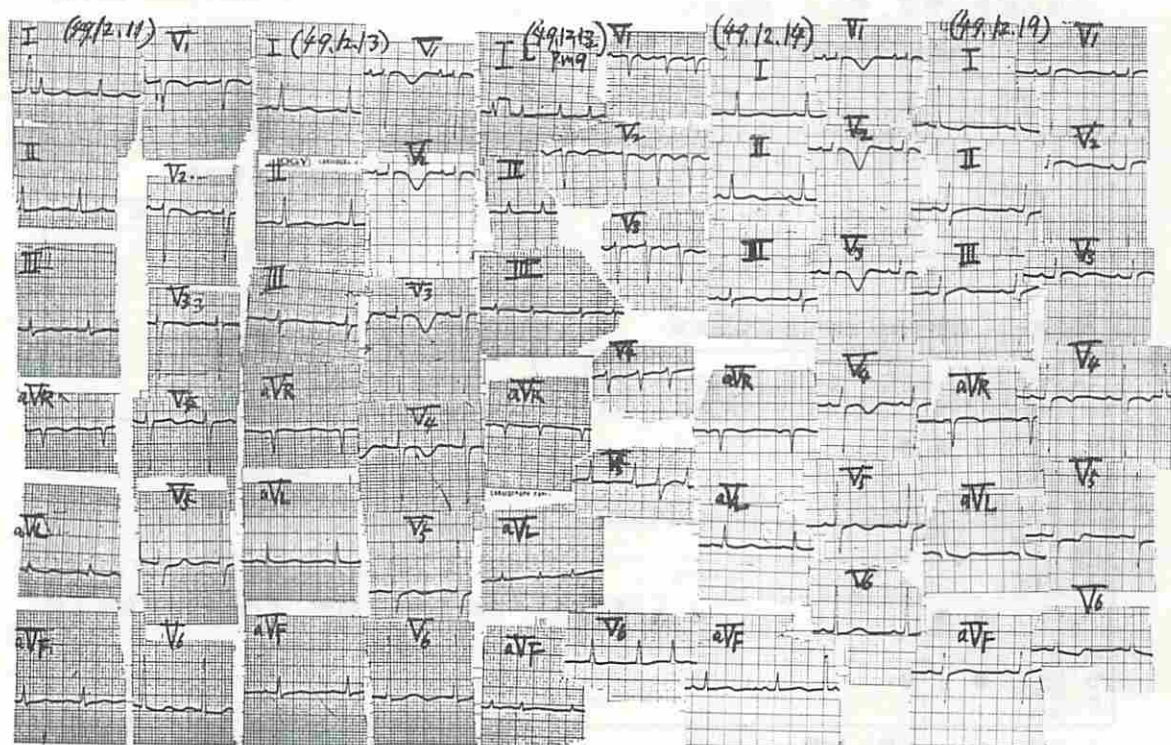 I (49.12.11)
II
III
aVR
aVL
aVF
V1
V2
V3
V4
V5
V6
I (49.12.13)
II
III
aVR
aVL
aVF
V1
V2
V3
V4
V5
V6
I
II
III
aVR
aVL
aVF
V1
V2
V3
V4
V5
V6
(49.12.14)
I
II
III
aVR
aVL
aVF
V1
V2
V3
V4
V5
V6
(49.12.19)
I
II
III
aVR
aVL
aVF
V1
V2
V3
V4
V5
V6